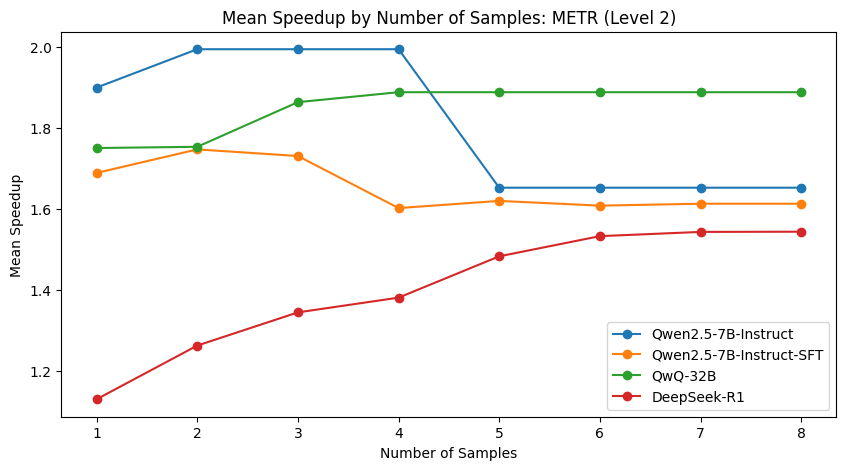 Mean Speedup by Number of Samples: METR (Level 2)
Mean Speedup
2.0
1.8
1.6
1.4
1.2
1 2 3 4 5 6 7 8
Number of Samples
Qwen2.5-7B-Instruct
Qwen2.5-7B-Instruct-SFT
QwQ-32B
DeepSeek-R1